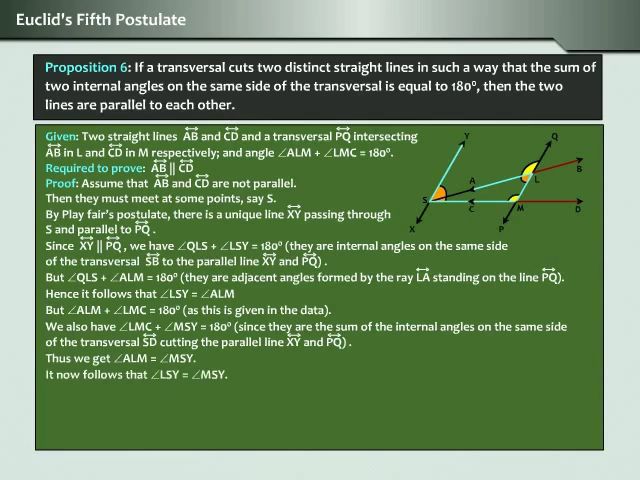 Euclid's Fifth Postulate
Proposition 6: If a transversal cuts two distinct straight lines in such a way that the sum of
two internal angles on the same side of the transversal is equal to 180⁰, then the two
lines are parallel to each other.
Given: Two straight lines AB and CD and a transversal PQ intersecting
AB in L and CD in M respectively; and angle ∠ALM + ∠LMC = 180⁰.
Required to prove: AB || CD
Proof: Assume that AB and CD are not parallel.
Then they must meet at some points, say S.
By Play fair's postulate, there is a unique line XY passing through
S and parallel to PQ .
Since XY || PQ , we have ∠QLS + ∠LSY = 180⁰ (they are internal angles on the same side
of the transversal SB to the parallel line XY and PQ) .
But ∠QLS + ∠ALM = 180⁰ (they are adjacent angles formed by the ray LA standing on the line PQ).
Hence it follows that ∠LSY = ∠ALM
But ∠ALM + ∠LMC = 180⁰ (as this is given in the data).
We also have ∠LMC + ∠MSY = 180⁰ (since they are the sum of the internal angles on the same side
of the transversal SD cutting the parallel line XY and PQ) .
Thus we get ∠ALM = ∠MSY.
It now follows that ∠LSY = ∠MSY.
Y
Q
B
A
L
S
C
M
D
X
P